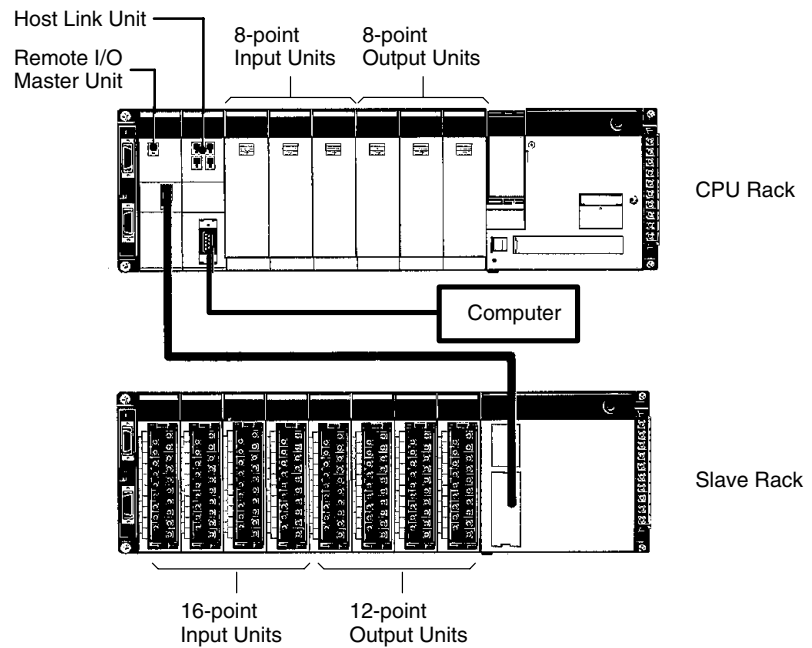 Host Link Unit
Remote I/O
Master Unit
8-point
Input Units
8-point
Output Units
CPU Rack
Computer
Slave Rack
16-point
Input Units
12-point
Output Units